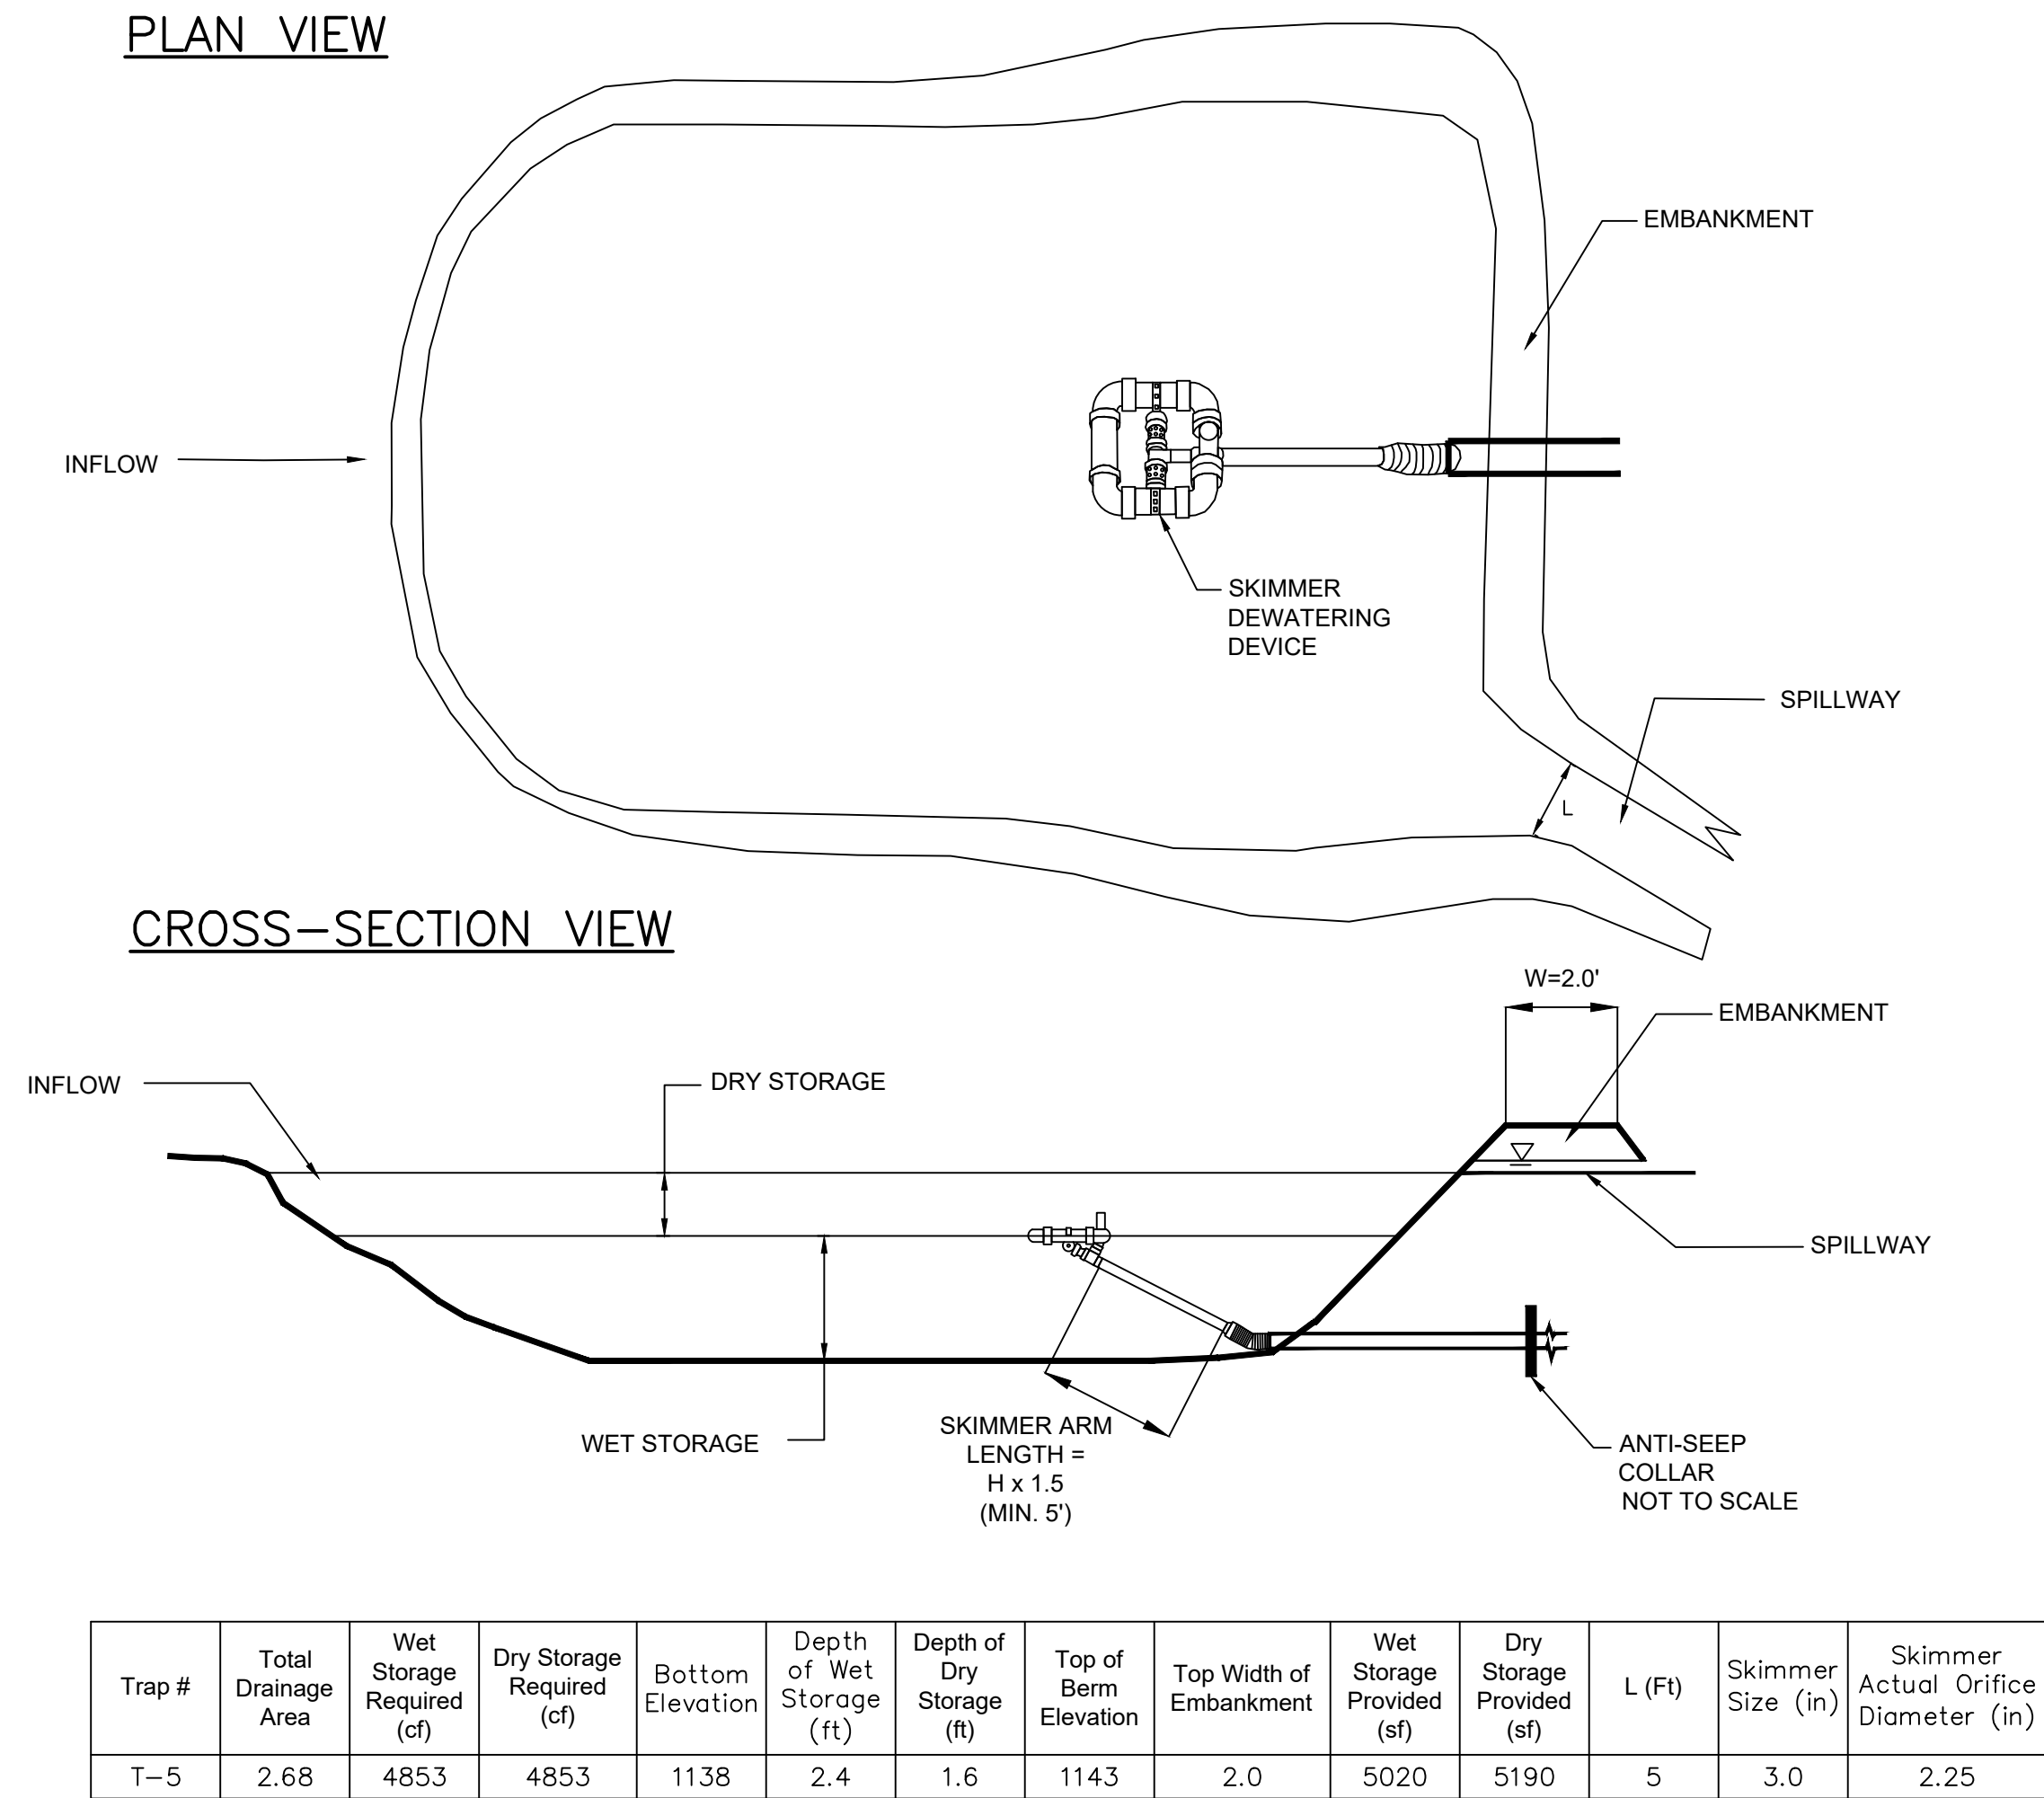 PLAN VIEW
EMBANKMENT
INFLOW
SKIMMER
DEWATERING
DEVICE
SPILLWAY
L
CROSS-SECTION VIEW
W=2.0'
EMBANKMENT
INFLOW
DRY STORAGE
SPILLWAY
WET STORAGE
SKIMMER ARM
LENGTH =
H x 1.5
(MIN. 5')
ANTI-SEEP
COLLAR
NOT TO SCALE
Trap #
Total
Drainage
Area
Wet
Storage
Required
(cf)
Dry Storage
Required
(cf)
Bottom
Elevation
Depth
of Wet
Storage
(ft)
Depth of
Dry
Storage
(ft)
Top of
Berm
Elevation
Top Width of
Embankment
Wet
Storage
Provided
(sf)
Dry
Storage
Provided
(sf)
L (Ft)
Skimmer
Size (in)
Skimmer
Actual Orifice
Diameter (in)
T-5 2.68 4853 4853 1138 2.4 1.6 1143 2.0 5020 5190 5 3.0 2.25